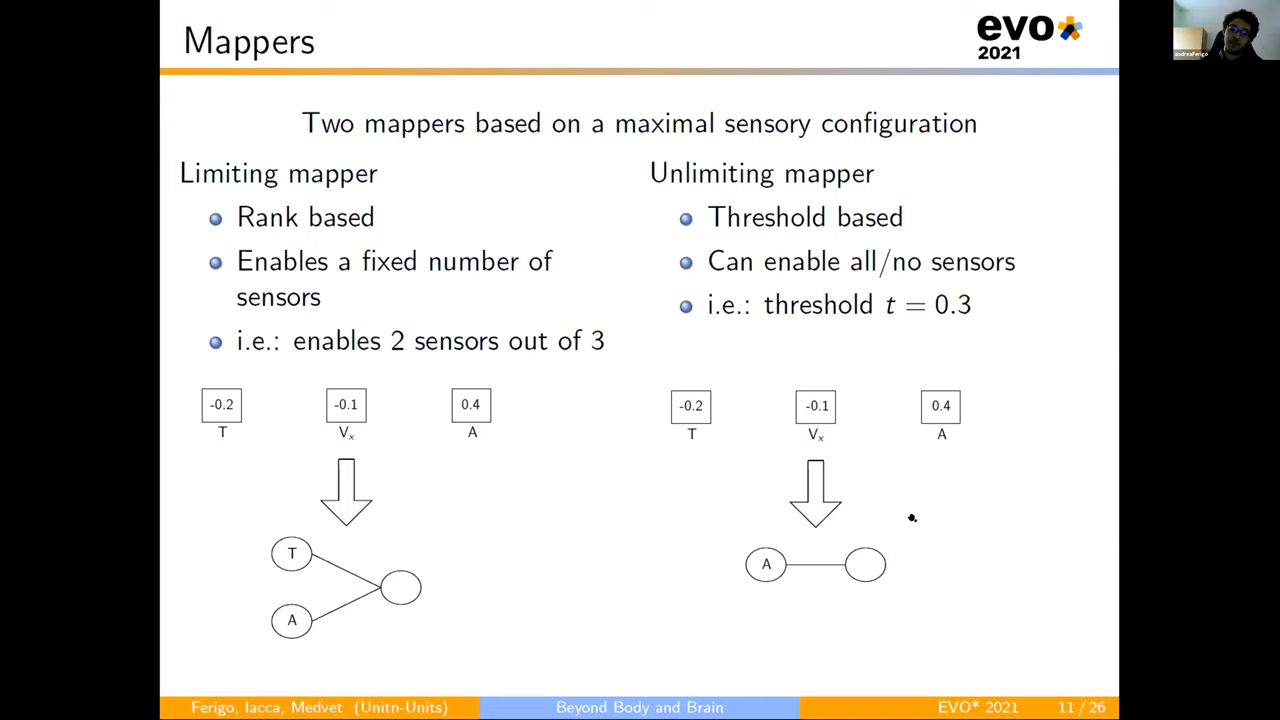 Mappers
evo*
2021
andreaFerigo
Two mappers based on a maximal sensory configuration
Limiting mapper
Rank based
Enables a fixed number of
sensors
i.e.: enables 2 sensors out of 3
-0.2
-0.1
0.4
T
Vₓ
A
T
A
Unlimiting mapper
Threshold based
Can enable all/no sensors
i.e.: threshold t = 0.3
-0.2
-0.1
0.4
T
Vₓ
A
A
Ferigo, Iacca, Medvet (Unitn-Units)
Beyond Body and Brain
EVO* 2021
11 / 26